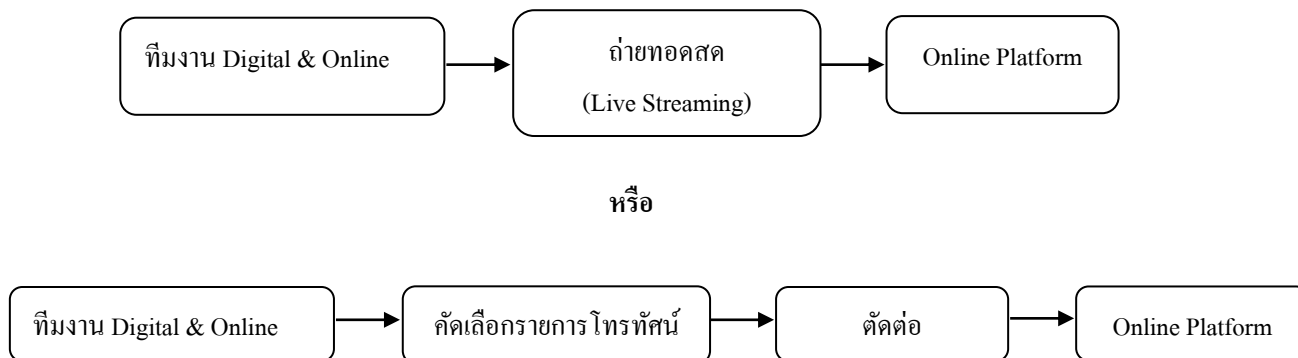 ทีมงาน Digital & Online
ถ่ายทอดสด
(Live Streaming)
Online Platform
หรือ
ทีมงาน Digital & Online
คัดเลือกรายการโทรทัศน์
ตัดต่อ
Online Platform